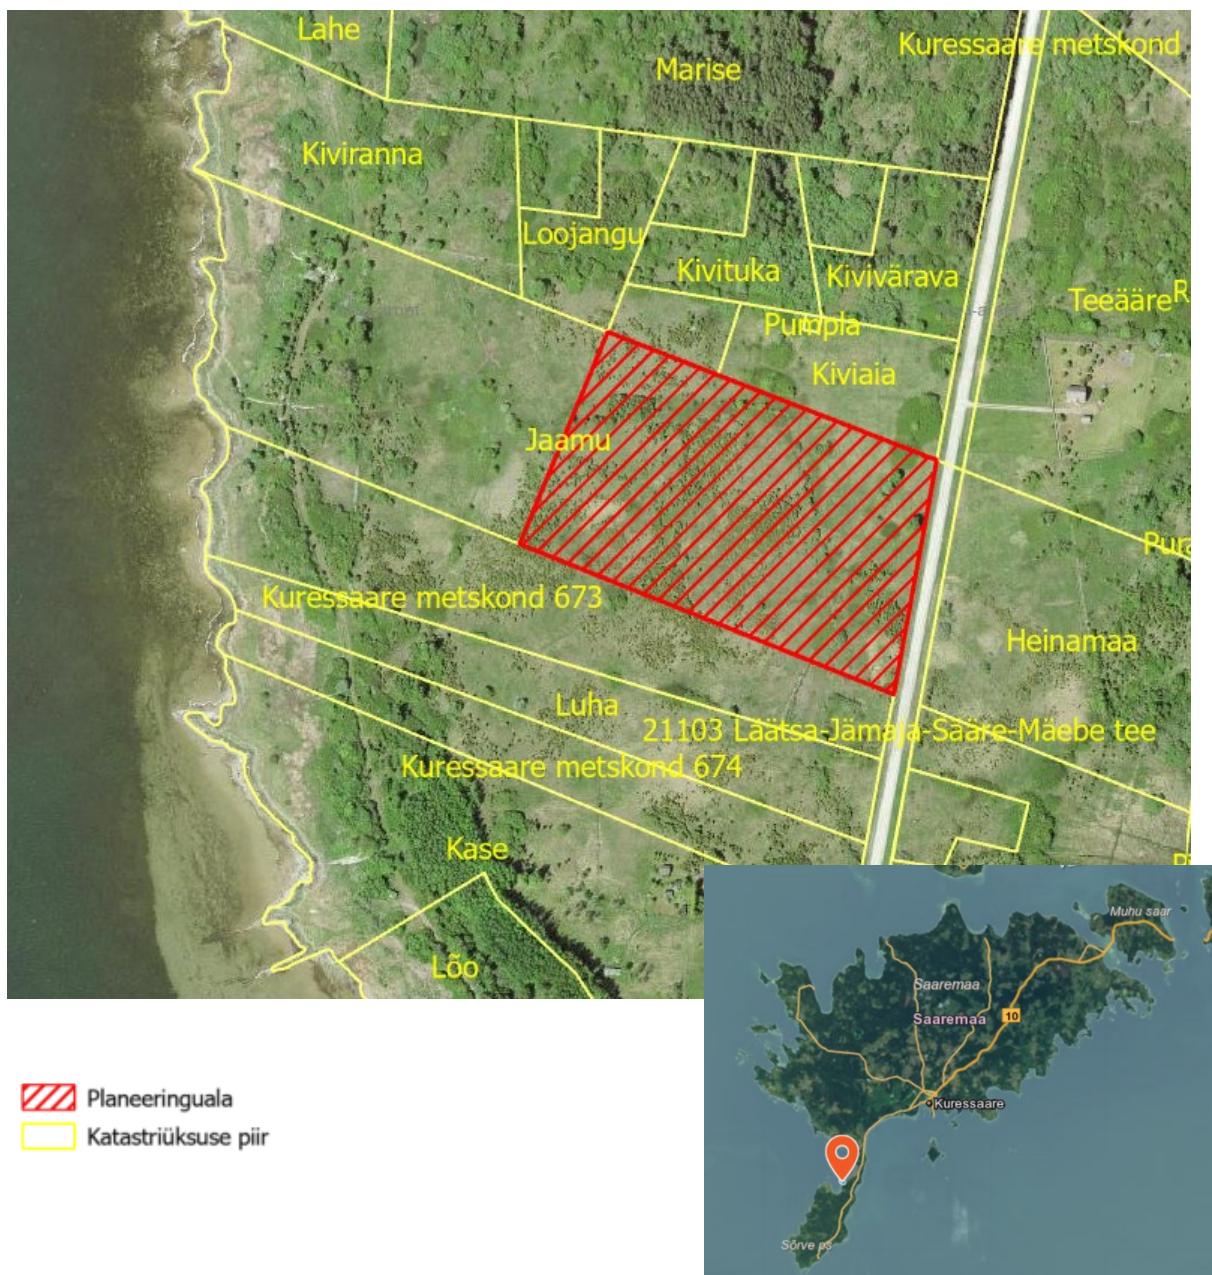 Lahe
Kuressaare metskond
Marise
Kiviranna
Loojangu
Kivituka
Kivivärava
Teeääre
R
Pumpla
Kiviaia
Jaamu
Pura
Kuressaare metskond 673
Heinamaa
Luha
21103 Läätsa-Jämaja-Sääre-Mäebe tee
Kuressaare metskond 674
Kase
Lõo
Muhu saar
Saaremaa
Saaremaa
10
Kuressaare
Sõrve ps
Planeeringuala
Katastriüksuse piir